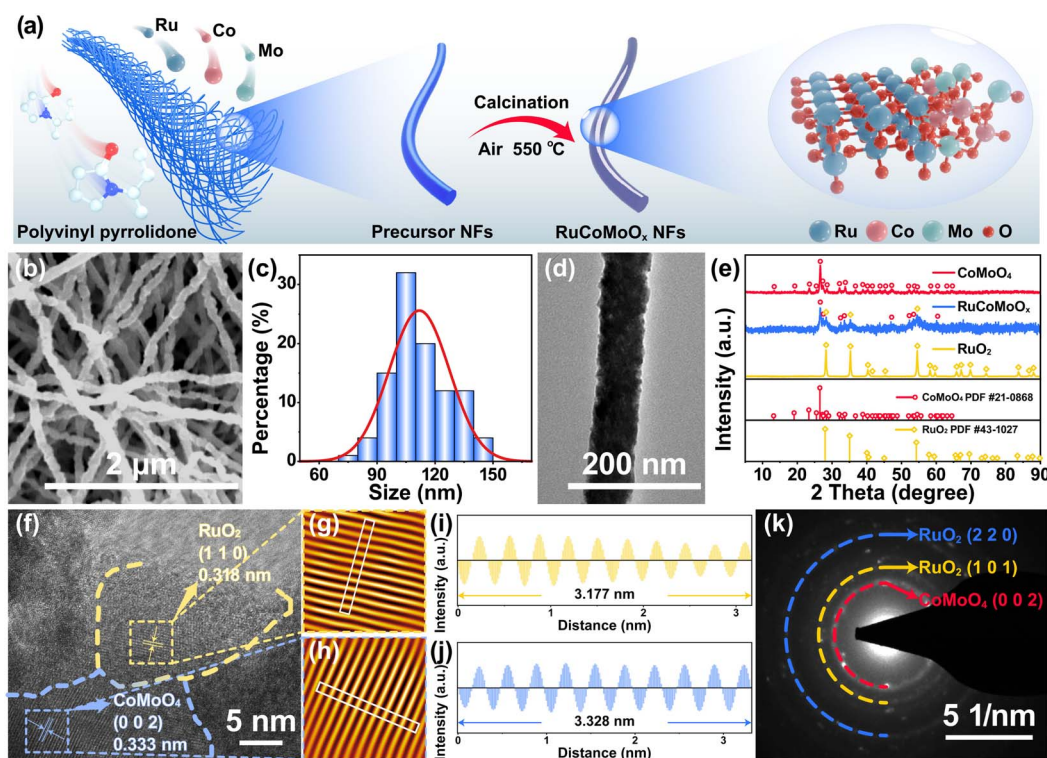 (a)
Ru
Co
Mo
Polyvinyl pyrrolidone
Precursor NFs
Calcination
Air 550 °C
RuCoMoOₓ NFs
Ru Co Mo O
(b)
2 μm
(c)
Percentage (%)
30
20
10
0
60 90 120 150
Size (nm)
(d)
200 nm
(e)
Intensity (a.u.)
CoMoO₄
RuCoMoOₓ
RuO₂
CoMoO₄ PDF #21-0868
RuO₂ PDF #43-1027
10 20 30 40 50 60 70 80 90
2 Theta (degree)
(f)
RuO₂
(1 1 0)
0.318 nm
CoMoO₄
(0 0 2)
0.333 nm
5 nm
(g)
(h)
(i)
Intensity (a.u.)
3.177 nm
0 1 2 3
Distance (nm)
(j)
Intensity (a.u.)
3.328 nm
0 1 2 3
Distance (nm)
(k)
RuO₂ (2 2 0)
RuO₂ (1 0 1)
CoMoO₄ (0 0 2)
5 1/nm